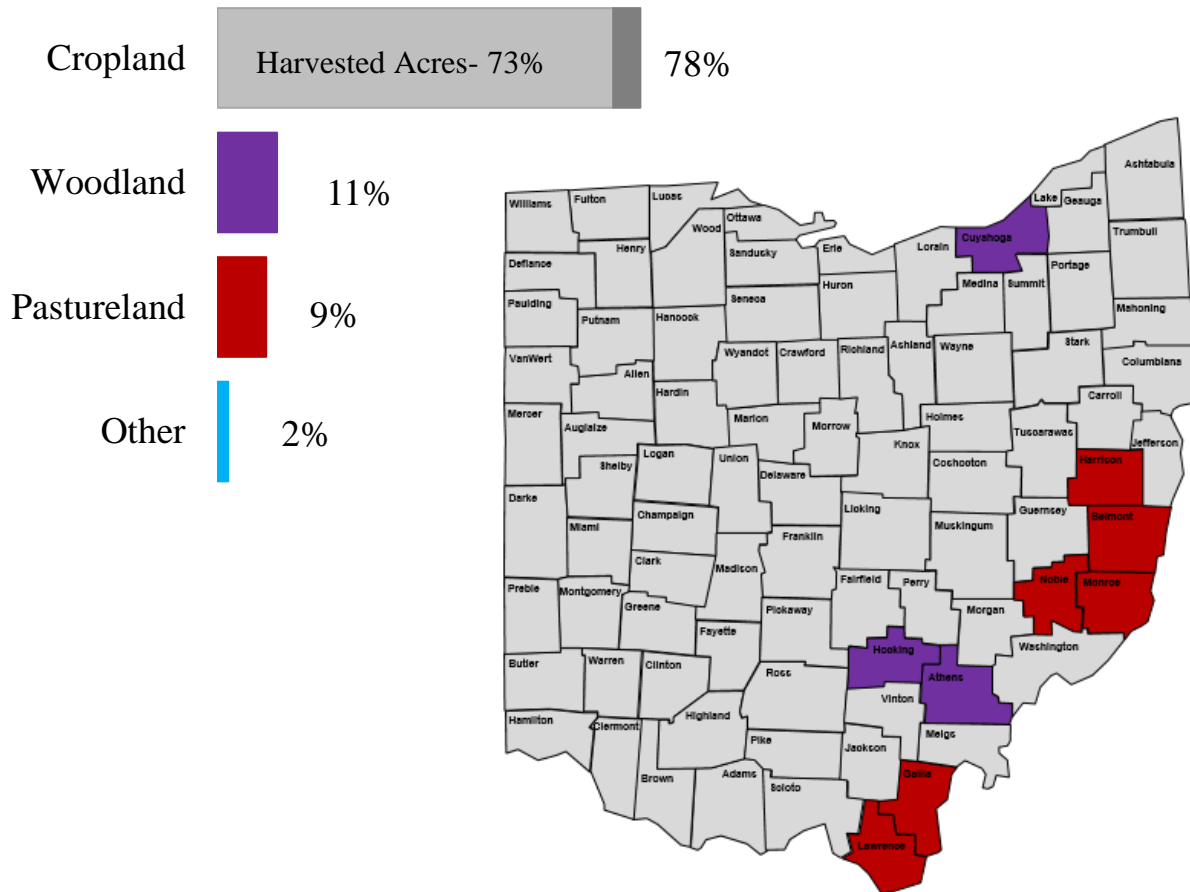 Cropland
Harvested Acres- 73%
78%
Woodland
11%
Pastureland
9%
Other
2%
Williams
Fulton
Lucas
Wood
Ottawa
Henry
Sandusky
Erie
Lorain
Cuyahoga
Lake
Geauga
Ashtabula
Trumbull
Defiance
Paulding
Putnam
Hancock
Seneca
Huron
Medina
Summit
Portage
Mahoning
VanWert
Allen
Wyandot
Crawford
Richland
Ashland
Wayne
Stark
Columbiana
Mercer
Auglaize
Hardin
Marion
Morrow
Knox
Holmes
Tuscarawas
Carroll
Jefferson
Harrison
Shelby
Logan
Union
Delaware
Coshocton
Darke
Miami
Champaign
Clark
Madison
Franklin
Licking
Muskingum
Guernsey
Belmont
Preble
Montgomery
Greene
Fayette
Pickaway
Fairfield
Perry
Morgan
Noble
Monroe
Washington
Butler
Warren
Clinton
Ross
Hocking
Athens
Vinton
Hamilton
Clermont
Highland
Pike
Jackson
Meigs
Brown
Adams
Scioto
Gallia
Lawrence